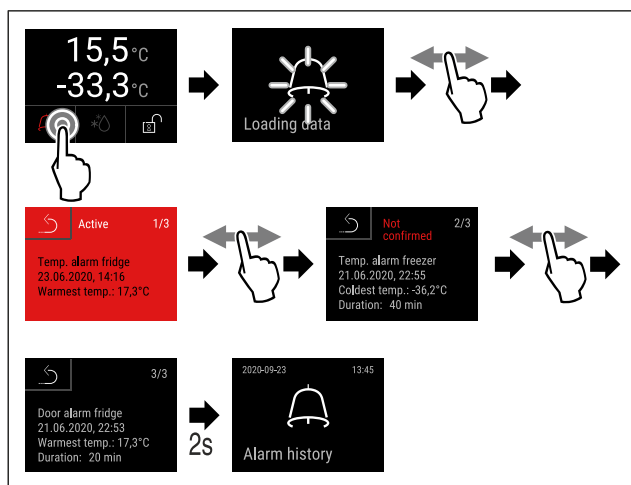 15,5°C
-33,3°C
Loading data
Active 1/3
Temp. alarm fridge
23.06.2020, 14:16
Warmest temp.: 17,3°C
Not confirmed 2/3
Temp. alarm freezer
21.06.2020, 22:55
Coldest temp.: -36,2°C
Duration: 40 min
3/3
Door alarm fridge
21.06.2020, 22:53
Warmest temp.: 17,3°C
Duration: 20 min
2s
2020-09-23 13:45
Alarm history